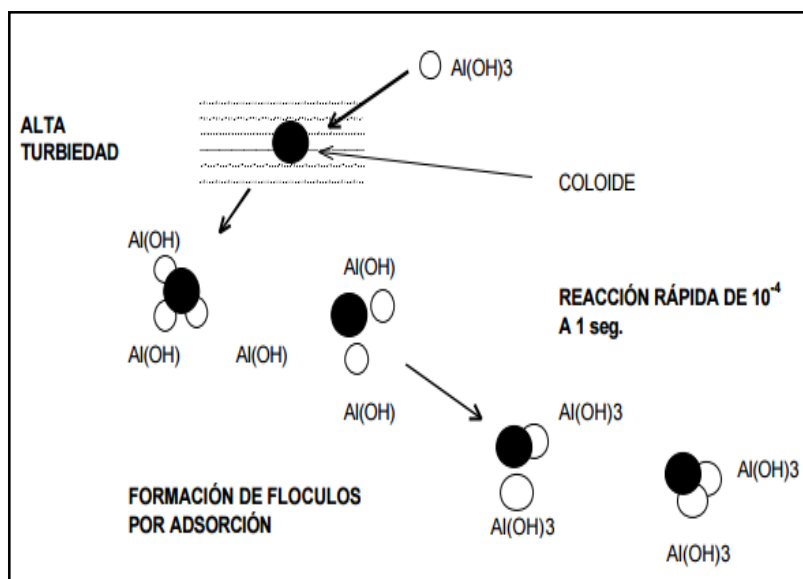 Al(OH)3
ALTA
TURBIEDAD
COLOIDE
Al(OH)
Al(OH)
REACCIÓN RÁPIDA DE 10⁻⁴
A 1 seg.
Al(OH)
Al(OH)
Al(OH)
Al(OH)3
FORMACIÓN DE FLOCULOS
POR ADSORCIÓN
Al(OH)3
Al(OH)3
Al(OH)3